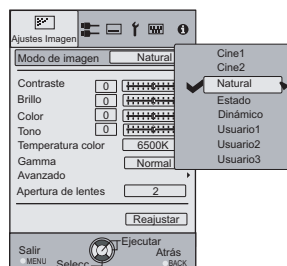 Ajustes Imagen
Modo de imagen Natural
Contraste 0
Brillo 0
Color 0
Tono 0
Temperatura color 6500K
Gamma Normal
Avanzado
Apertura de lentes 2
Reajustar
Salir
MENU
Selecc
Ejecutar
Atrás
BACK
Cine1
Cine2
Natural
Estado
Dinámico
Usuario1
Usuario2
Usuario3